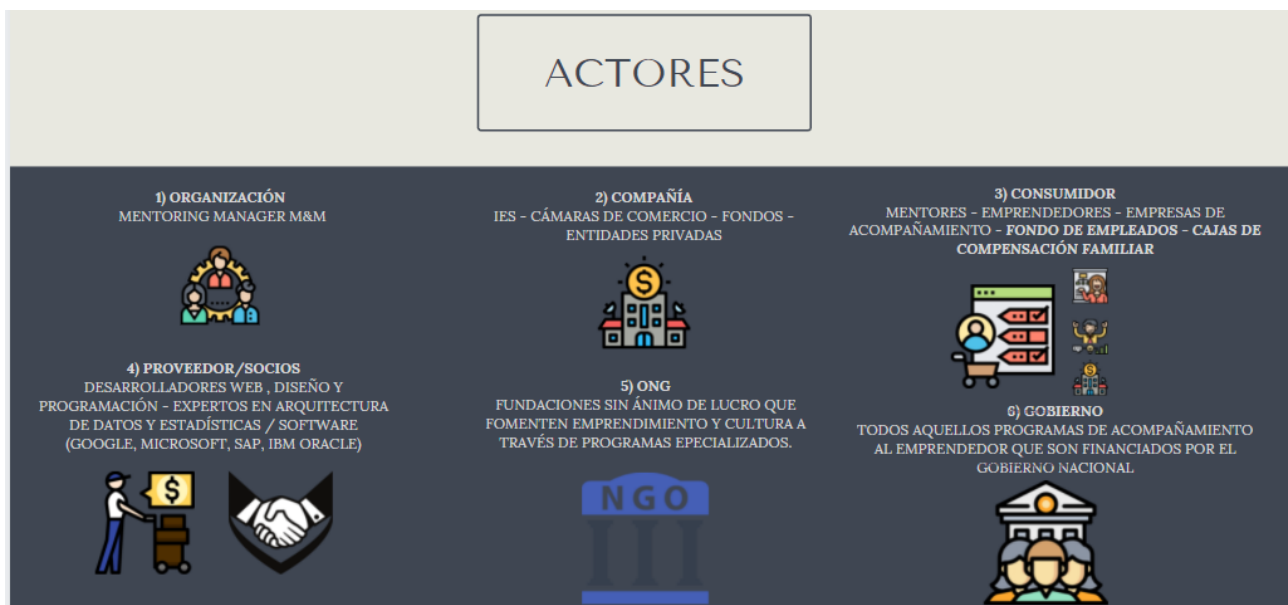 ACTORES
1) ORGANIZACIÓN
MENTORING MANAGER M&M
2) COMPAÑÍA
IES - CÁMARAS DE COMERCIO - FONDOS -
ENTIDADES PRIVADAS
3) CONSUMIDOR
MENTORES - EMPRENDEDORES - EMPRESAS DE
ACOMPAÑAMIENTO - FONDO DE EMPLEADOS - CAJAS DE
COMPENSACIÓN FAMILIAR
4) PROVEEDOR/SOCIOS
DESARROLLADORES WEB , DISEÑO Y
PROGRAMACIÓN - EXPERTOS EN ARQUITECTURA
DE DATOS Y ESTADÍSTICAS / SOFTWARE
(GOOGLE, MICROSOFT, SAP, IBM ORACLE)
5) ONG
FUNDACIONES SIN ÁNIMO DE LUCRO QUE
FOMENTEN EMPRENDIMIENTO Y CULTURA A
TRAVÉS DE PROGRAMAS EPECIALIZADOS.
NGO
6) GOBIERNO
TODOS AQUELLOS PROGRAMAS DE ACOMPAÑAMIENTO
AL EMPRENDEDOR QUE SON FINANCIADOS POR EL
GOBIERNO NACIONAL